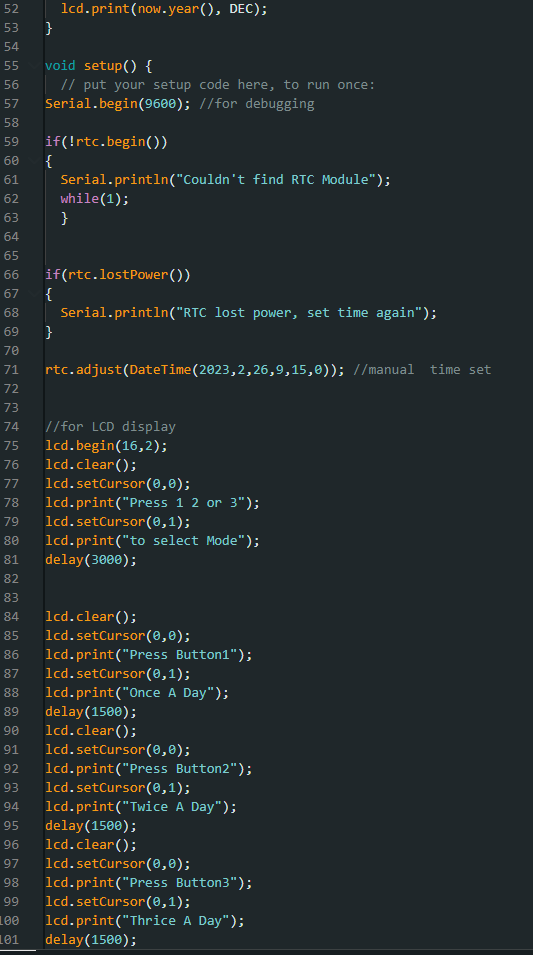 52 lcd.print(now.year(), DEC);
53 }
54
55 void setup() {
56 // put your setup code here, to run once:
57 Serial.begin(9600); //for debugging
58
59 if(!rtc.begin())
60 {
61 Serial.println("Couldn't find RTC Module");
62 while(1);
63 }
64
65
66 if(rtc.lostPower())
67 {
68 Serial.println("RTC lost power, set time again");
69 }
70
71 rtc.adjust(DateTime(2023,2,26,9,15,0)); //manual  time set
72
73
74 //for LCD display
75 lcd.begin(16,2);
76 lcd.clear();
77 lcd.setCursor(0,0);
78 lcd.print("Press 1 2 or 3");
79 lcd.setCursor(0,1);
80 lcd.print("to select Mode");
81 delay(3000);
82
83
84 lcd.clear();
85 lcd.setCursor(0,0);
86 lcd.print("Press Button1");
87 lcd.setCursor(0,1);
88 lcd.print("Once A Day");
89 delay(1500);
90 lcd.clear();
91 lcd.setCursor(0,0);
92 lcd.print("Press Button2");
93 lcd.setCursor(0,1);
94 lcd.print("Twice A Day");
95 delay(1500);
96 lcd.clear();
97 lcd.setCursor(0,0);
98 lcd.print("Press Button3");
99 lcd.setCursor(0,1);
100 lcd.print("Thrice A Day");
101 delay(1500);